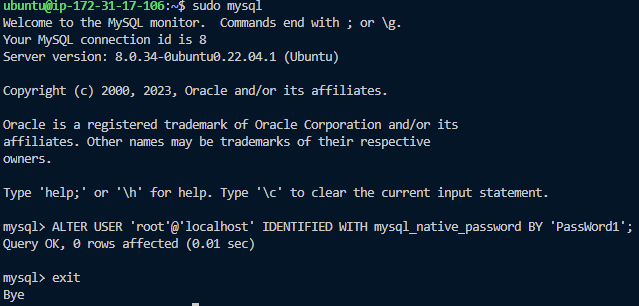 ubuntu@ip-172-31-17-106:~$ sudo mysql
Welcome to the MySQL monitor.  Commands end with ; or \g.
Your MySQL connection id is 8
Server version: 8.0.34-0ubuntu0.22.04.1 (Ubuntu)
Copyright (c) 2000, 2023, Oracle and/or its affiliates.
Oracle is a registered trademark of Oracle Corporation and/or its
affiliates. Other names may be trademarks of their respective
owners.
Type 'help;' or '\h' for help. Type '\c' to clear the current input statement.
mysql> ALTER USER 'root'@'localhost' IDENTIFIED WITH mysql_native_password BY 'PassWord1';
Query OK, 0 rows affected (0.01 sec)
mysql> exit
Bye